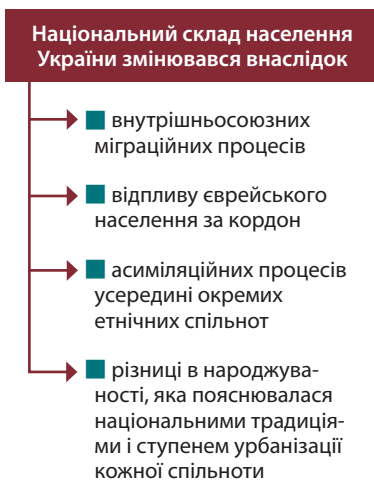 Національний склад населення
України змінювався внаслідок
внутрішньосоюзних
міграційних процесів
відпливу єврейського
населення за кордон
асиміляційних процесів
усередині окремих
етнічних спільнот
різниці в народжува-
ності, яка пояснювалася
національними традиція-
ми і ступенем урбанізації
кожної спільноти